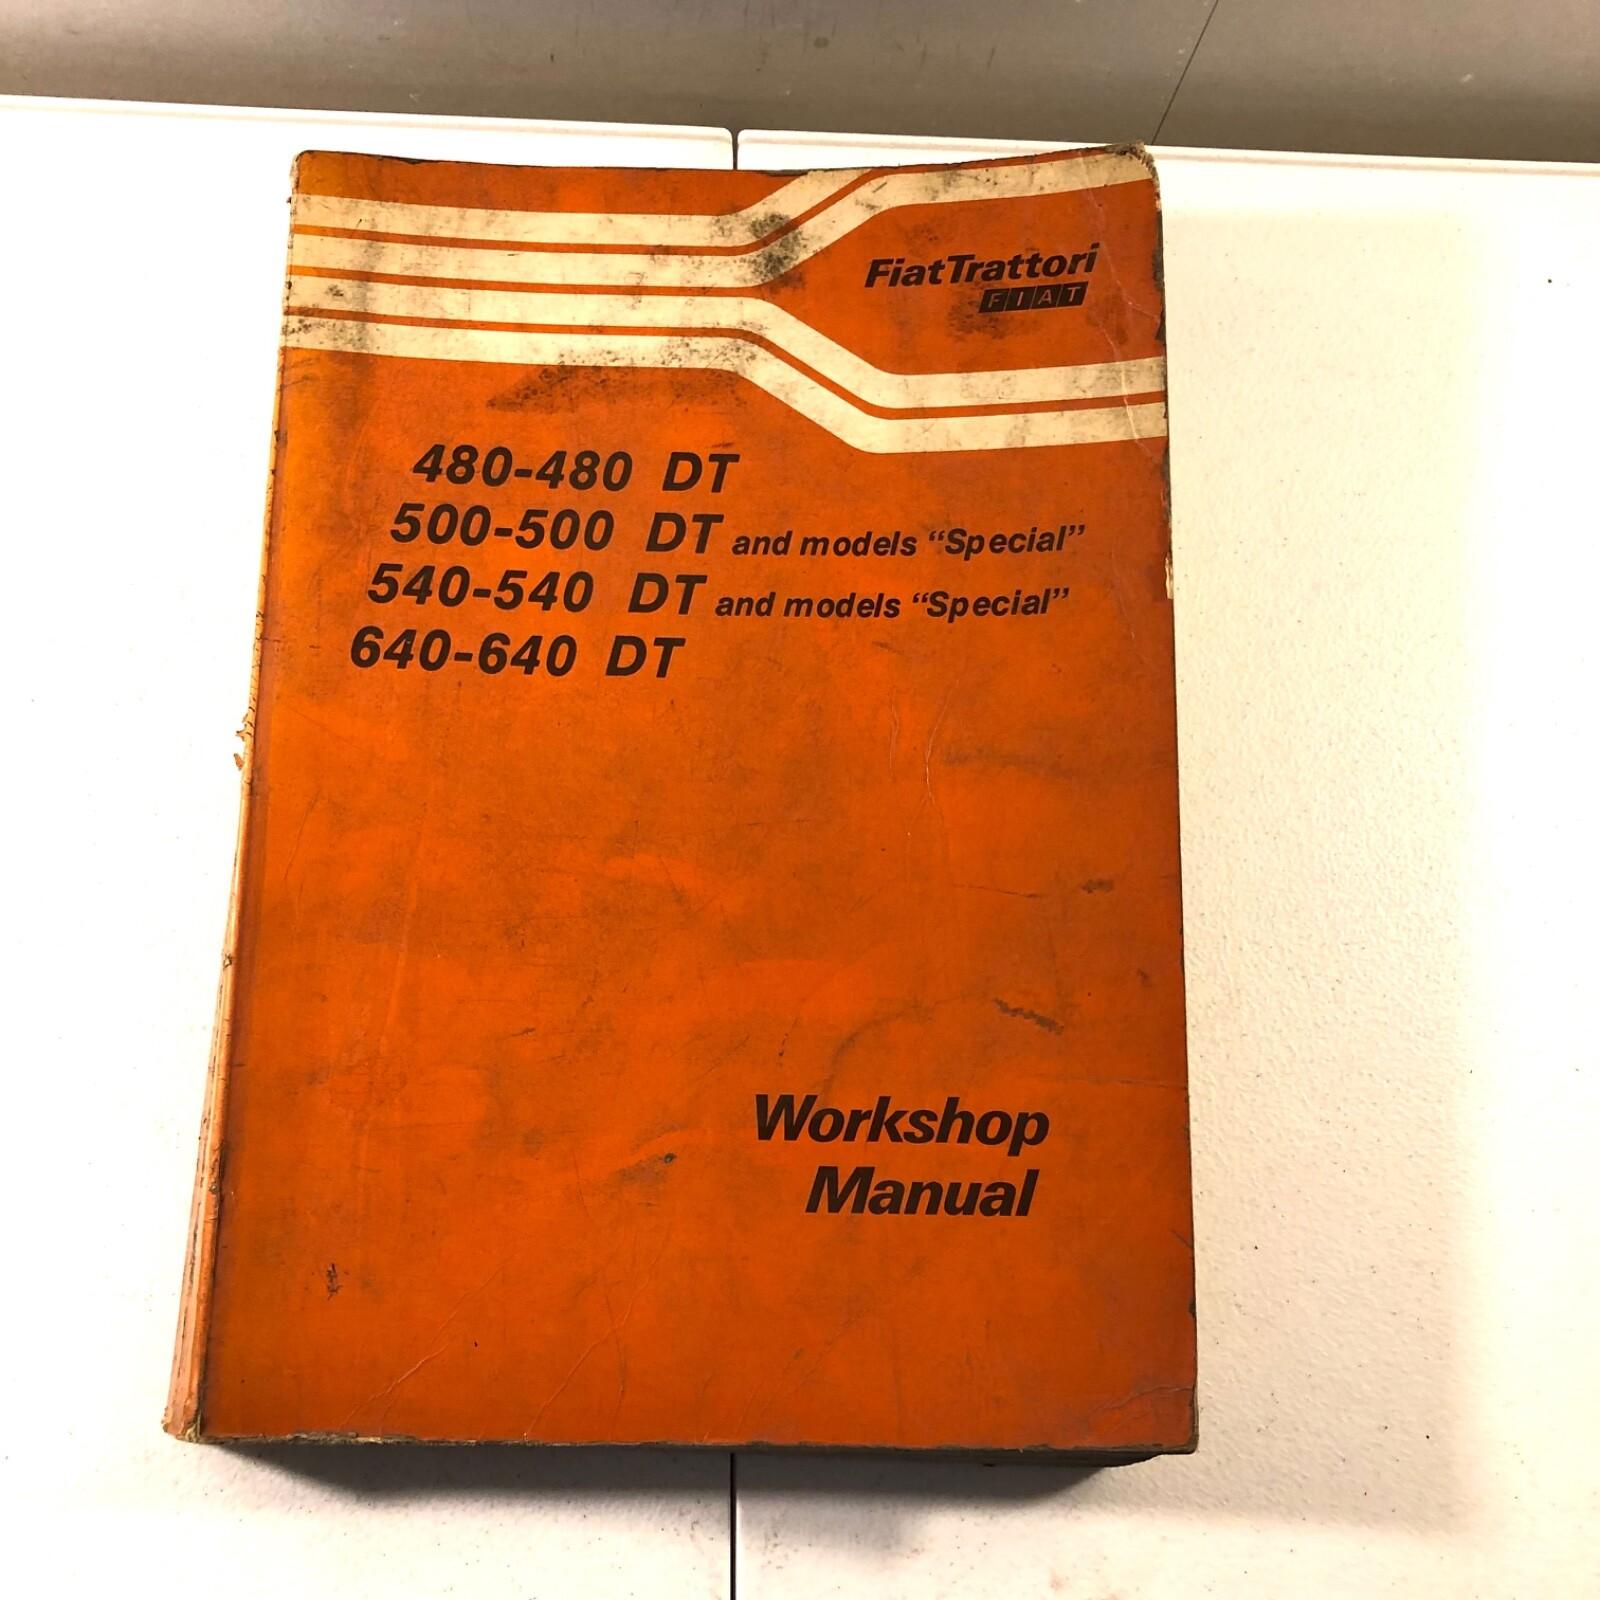 FiatTrattori
FIAT
480-480 DT
500-500 DT and models “Special”
540-540 DT and models “Special”
640-640 DT
Workshop
Manual